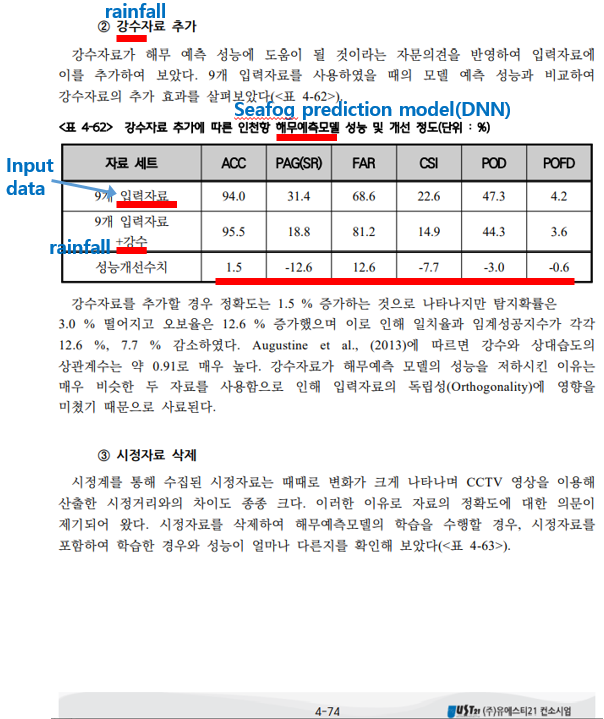 rainfall
② 강수자료 추가
강수자료가 해무 예측 성능에 도움이 될 것이라는 자문의견을 반영하여 입력자료에
이를 추가하여 보았다. 9개 입력자료를 사용하였을 때의 모델 예측 성능과 비교하여
강수자료의 추가 효과를 살펴보았다(<표 4-62>).
Seafog prediction model(DNN)
<표 4-62> 강수자료 추가에 따른 인천항 해무예측모델 성능 및 개선 정도(단위 : %)
Input
data
자료 세트 ACC PAG(SR) FAR CSI POD POFD
9개 입력자료 94.0 31.4 68.6 22.6 47.3 4.2
9개 입력자료
+강수 95.5 18.8 81.2 14.9 44.3 3.6
rainfall
성능개선수치 1.5 -12.6 12.6 -7.7 -3.0 -0.6
강수자료를 추가할 경우 정확도는 1.5 % 증가하는 것으로 나타나지만 탐지확률은
3.0 % 떨어지고 오보율은 12.6 % 증가했으며 이로 인해 일치율과 임계성공지수가 각각
12.6 %, 7.7 % 감소하였다. Augustine et al., (2013)에 따르면 강수와 상대습도의
상관계수는 약 0.91로 매우 높다. 강수자료가 해무예측 모델의 성능을 저하시킨 이유는
매우 비슷한 두 자료를 사용함으로 인해 입력자료의 독립성(Orthogonality)에 영향을
미쳤기 때문으로 사료된다.
③ 시정자료 삭제
시정계를 통해 수집된 시정자료는 때때로 변화가 크게 나타나며 CCTV 영상을 이용해
산출한 시정거리와의 차이도 종종 크다. 이러한 이유로 자료의 정확도에 대한 의문이
제기되어 왔다. 시정자료를 삭제하여 해무예측모델의 학습을 수행할 경우, 시정자료를
포함하여 학습한 경우와 성능이 얼마나 다른지를 확인해 보았다(<표 4-63>).
4-74
UST21 (주)유에스티21 컨소시엄